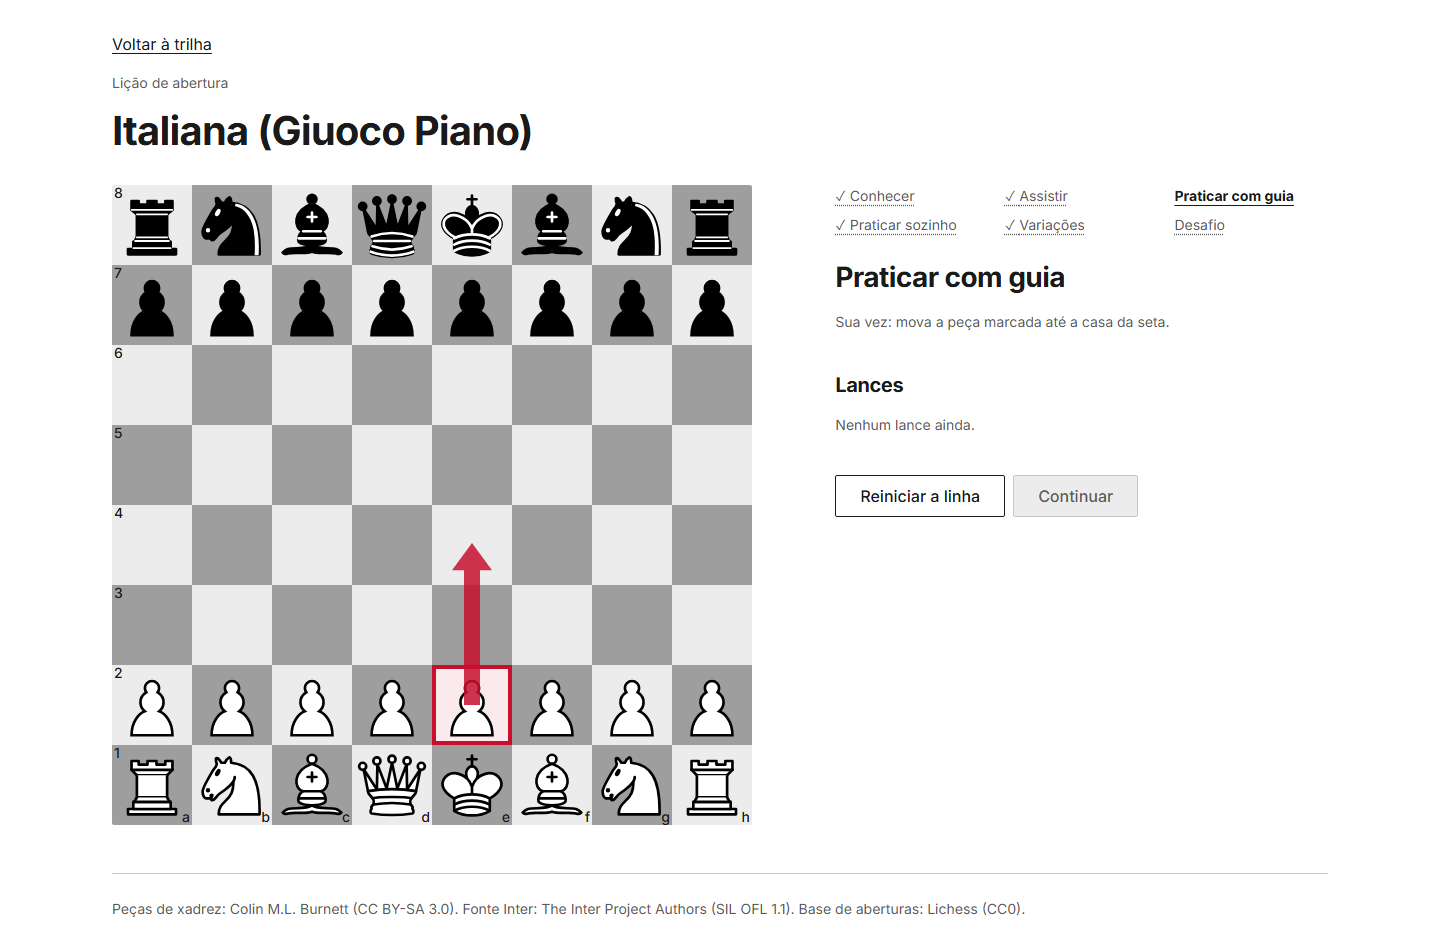 Voltar à trilha
Lição de abertura
Italiana (Giuoco Piano)
8
7
6
5
4
3
2
1
a b c d e f g h
✓ Conhecer ✓ Assistir Praticar com guia
✓ Praticar sozinho ✓ Variações Desafio
Praticar com guia
Sua vez: mova a peça marcada até a casa da seta.
Lances
Nenhum lance ainda.
Reiniciar a linha Continuar
Peças de xadrez: Colin M.L. Burnett (CC BY-SA 3.0). Fonte Inter: The Inter Project Authors (SIL OFL 1.1). Base de aberturas: Lichess (CC0).